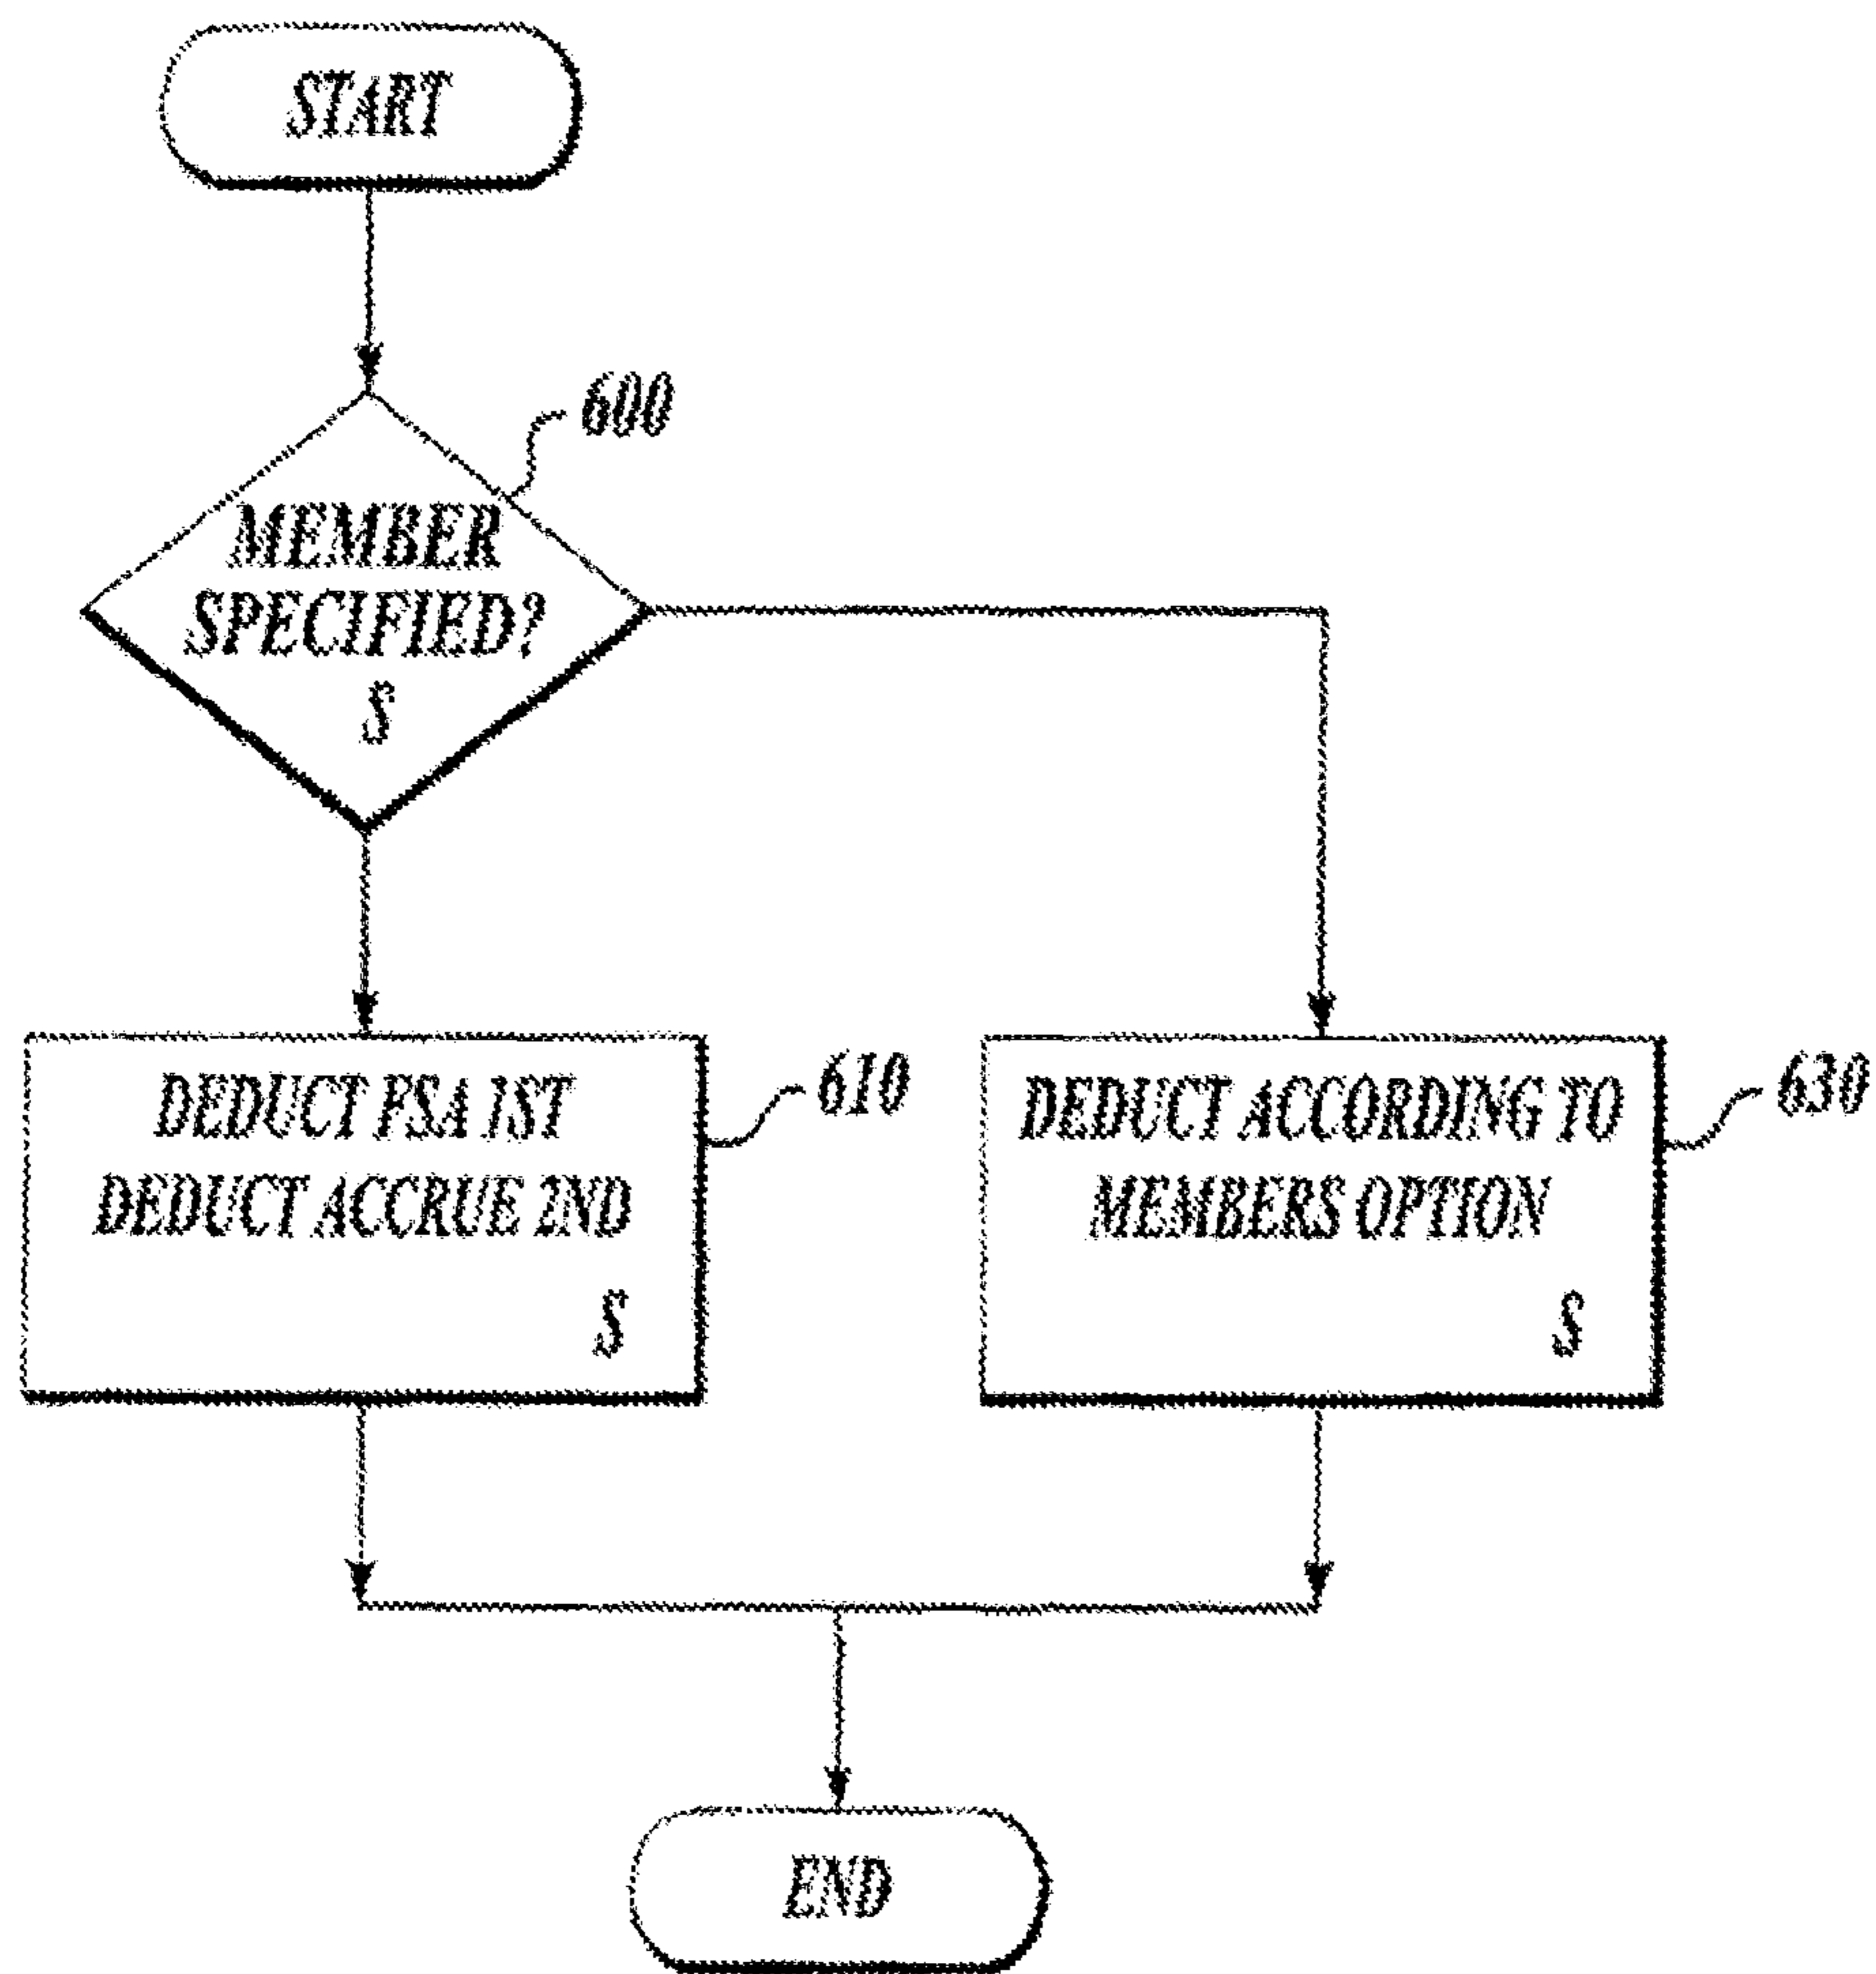 START
600
MEMBER
SPECIFIED?
S
DEDUCT FSA 1ST
DEDUCT ACCRUE 2ND
S
610
DEDUCT ACCORDING TO
MEMBERS OPTION
S
630
END